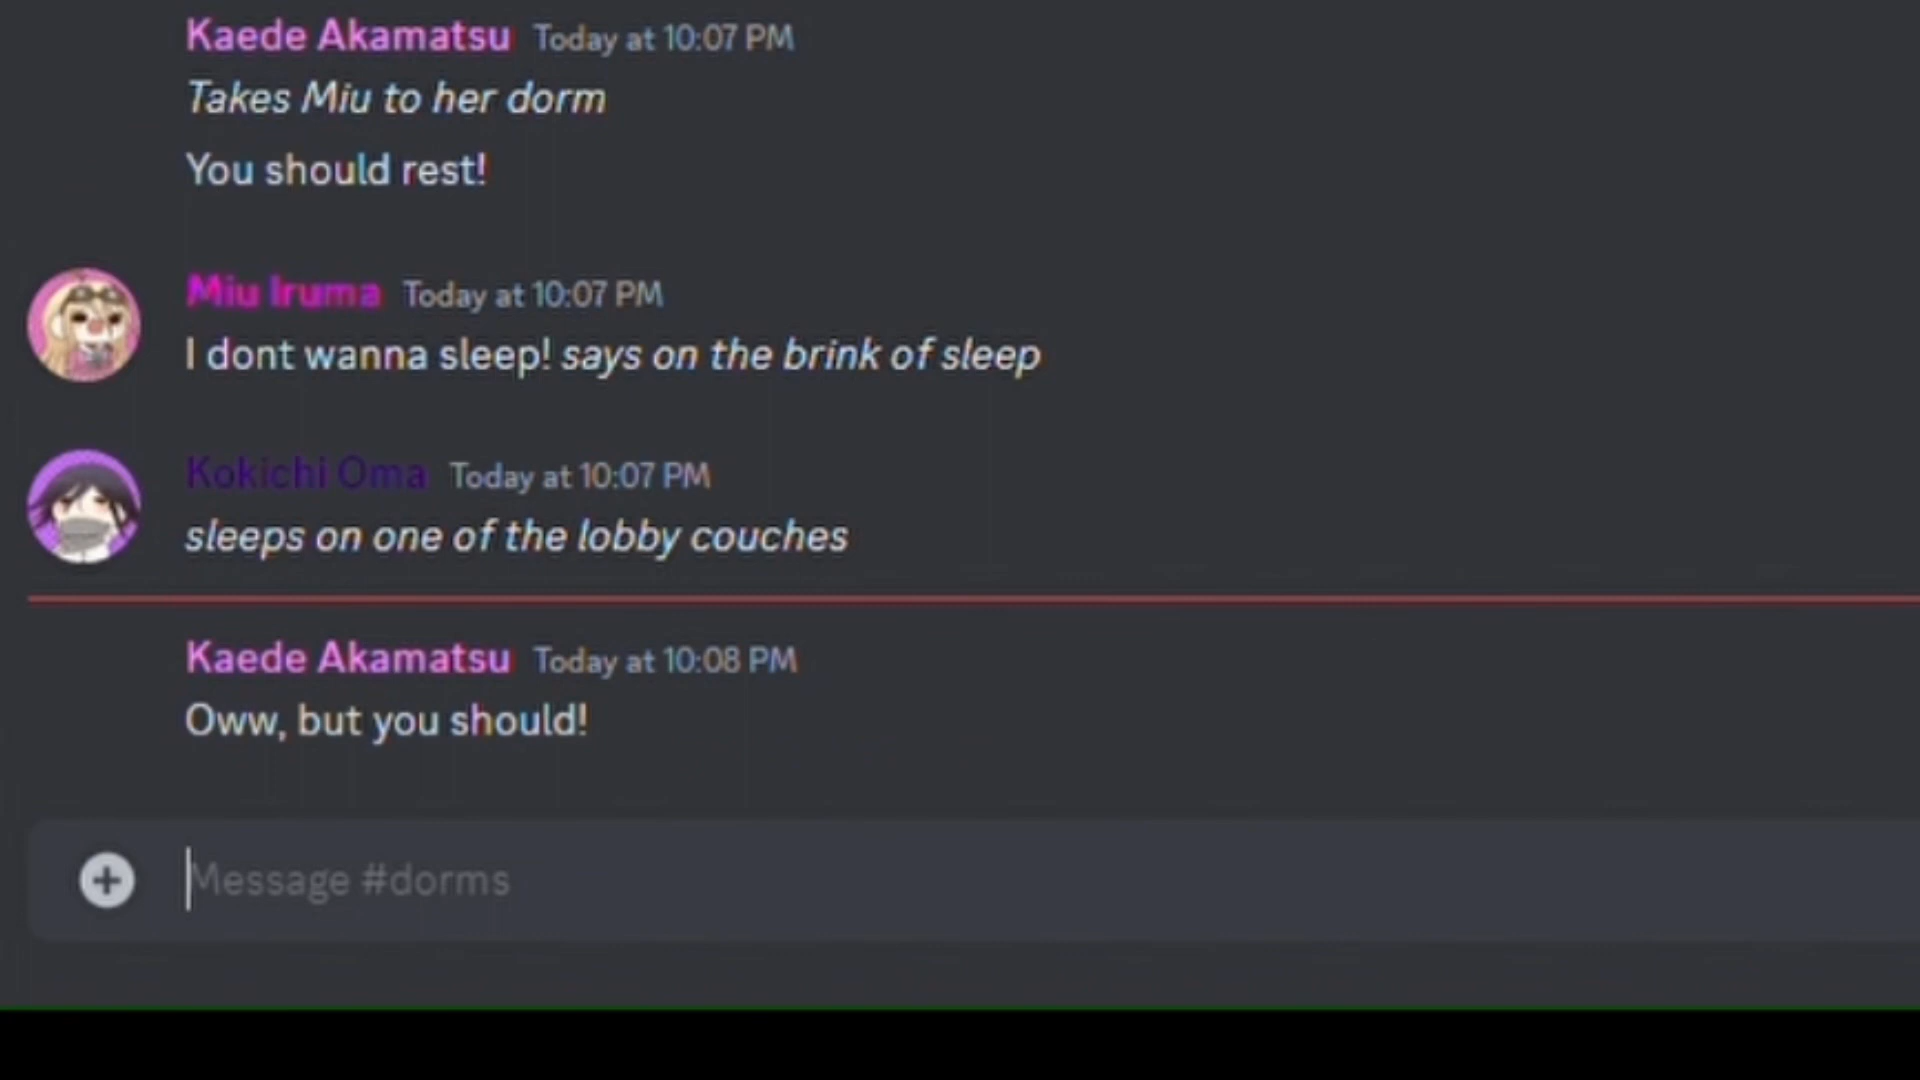 Kaede Akamatsu Today at 10:07 PM
Takes Miu to her dorm
You should rest!
Miu Iruma Today at 10:07 PM
I dont wanna sleep! says on the brink of sleep
Kokichi Oma Today at 10:07 PM
sleeps on one of the lobby couches
Kaede Akamatsu Today at 10:08 PM
Oww, but you should!
Message #dorms